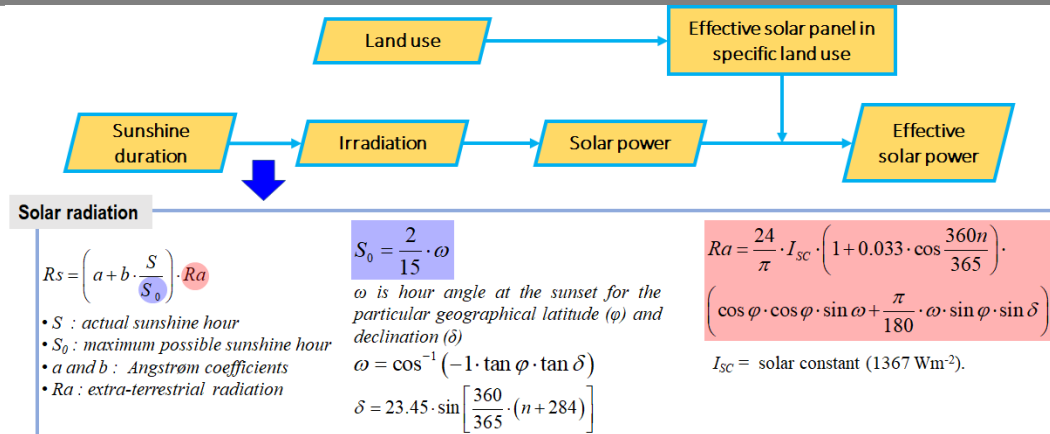 Land use
Effective solar panel in
specific land use
Sunshine
duration
Irradiation
Solar power
Effective
solar power
Solar radiation
Rs = (a + b · S/S₀) · Ra
• S : actual sunshine hour
• S₀ : maximum possible sunshine hour
• a and b : Angstrøm coefficients
• Ra : extra-terrestrial radiation
S₀ = 2/15 · ω
ω is hour angle at the sunset for the
particular geographical latitude (φ) and
declination (δ)
ω = cos⁻¹(−1· tan φ · tan δ)
δ = 23.45 · sin[360/365 · (n + 284)]
Ra = 24/π · I_SC · (1 + 0.033 · cos 360n/365) ·
(cos φ · cos φ · sin ω + π/180 · ω · sin φ · sin δ)
I_SC = solar constant (1367 Wm⁻²).